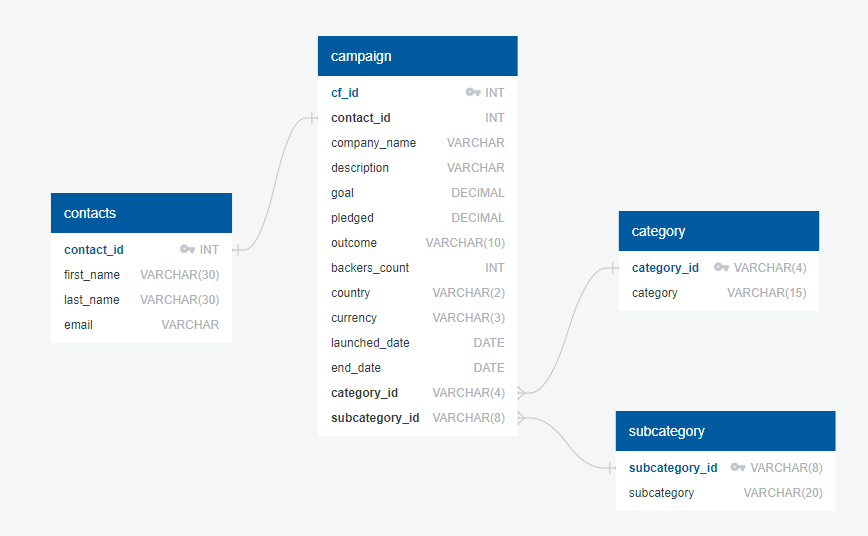 campaign
cf_id INT
contact_id INT
company_name VARCHAR
description VARCHAR
goal DECIMAL
pledged DECIMAL
outcome VARCHAR(10)
backers_count INT
country VARCHAR(2)
currency VARCHAR(3)
launched_date DATE
end_date DATE
category_id VARCHAR(4)
subcategory_id VARCHAR(8)
contacts
contact_id INT
first_name VARCHAR(30)
last_name VARCHAR(30)
email VARCHAR
category
category_id VARCHAR(4)
category VARCHAR(15)
subcategory
subcategory_id VARCHAR(8)
subcategory VARCHAR(20)